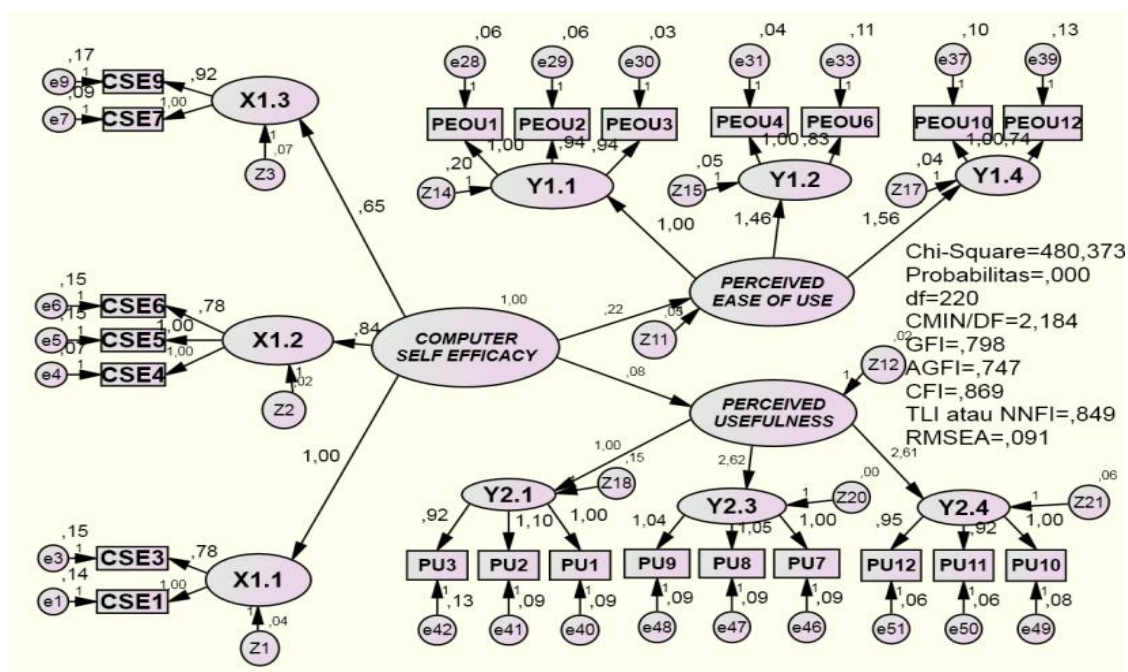 ,17
e9
1
CSE9
,92
,09
e7
1
CSE7
1,00
X1.3
1
,07
Z3
,65
,15
e6
1
CSE6
,78
,15
e5
1
CSE5
1,00
,07
e4
1
CSE4
1,00
X1.2
,84
1
,02
Z2
1,00
,15
e3
1
CSE3
,78
,14
e1
1
CSE1
1,00
X1.1
1
,04
Z1
1,00
COMPUTER
SELF EFFICACY
,22
,08
,06
e28
1
PEOU1
1,00
,06
e29
1
PEOU2
,94
,03
e30
1
PEOU3
,94
,20
Z14
1
Y1.1
1,00
,04
e31
1
PEOU4
1,00
,11
e33
1
PEOU6
,83
,05
Z15
1
Y1.2
1,46
,10
e37
1
PEOU10
1,00
,13
e39
1
PEOU12
,74
,04
Z17
1
Y1.4
1,56
PERCEIVED
EASE OF USE
Z11
1
Chi-Square=480,373
Probabilitas=,000
df=220
CMIN/DF=2,184
GFI=,798
AGFI=,747
CFI=,869
TLI atau NNFI=,849
RMSEA=,091
,02
Z12
1
PERCEIVED
USEFULNESS
1,00
2,62
2,61
Y2.1
,15
Z18
,92
1,10
1,00
PU3
PU2
PU1
1
,13
1
,09
1
,09
e42
e41
e40
Y2.3
1
,00
Z20
1,04
1,05
1,00
PU9
PU8
PU7
1
,09
1
,09
1
,09
e48
e47
e46
Y2.4
1
,06
Z21
,95
,92
1,00
PU12
PU11
PU10
1
,06
1
,06
1
,08
e51
e50
e49